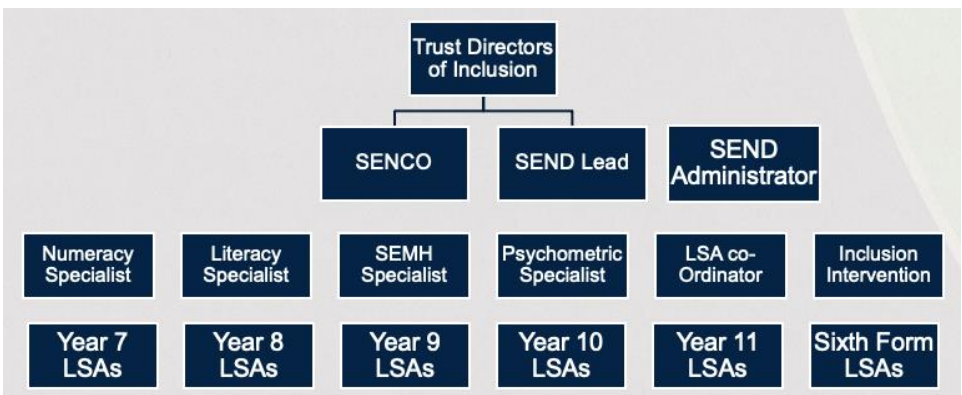 Trust Directors
of Inclusion
SENCO
SEND Lead
SEND
Administrator
Numeracy
Specialist
Literacy
Specialist
SEMH
Specialist
Psychometric
Specialist
LSA co-
Ordinator
Inclusion
Intervention
Year 7
LSAs
Year 8
LSAs
Year 9
LSAs
Year 10
LSAs
Year 11
LSAs
Sixth Form
LSAs